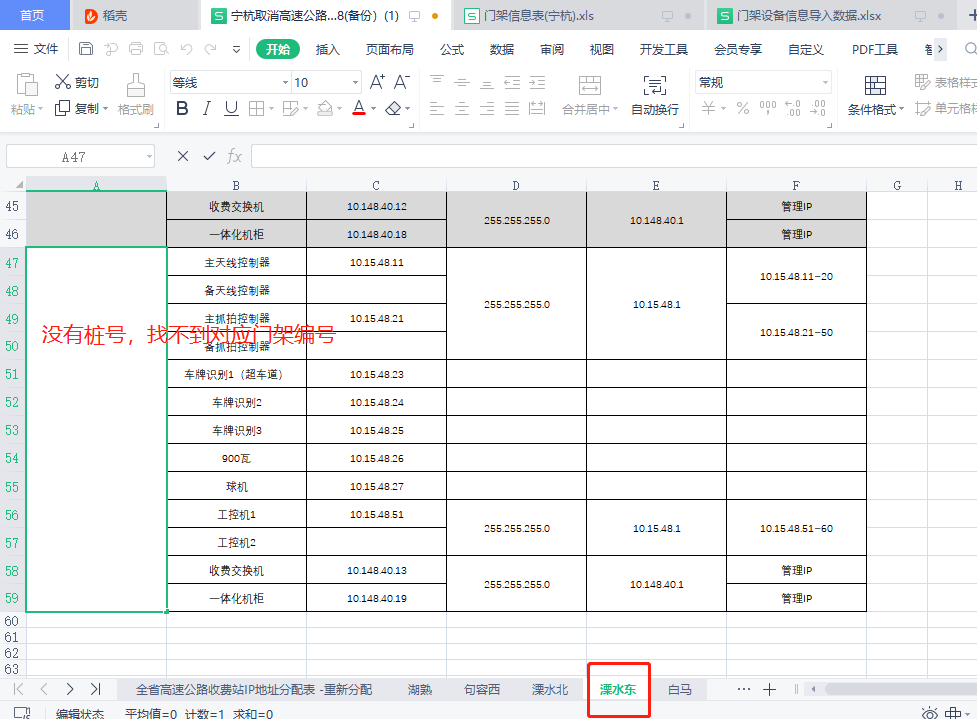 首页 稻壳 宁杭取消高速公路...8(备份) (1) 门架信息表(宁杭).xls 门架设备信息导入数据.xlsx
文件 开始 插入 页面布局 公式 数据 审阅 视图 开发工具 会员专享 自定义 PDF工具
剪切 等线 10 常规 表格样式
粘贴 复制 格式刷 B I U A 合并居中 自动换行 条件格式 单元格样
A47 fx
A B C D E F G H
45 收费交换机 10.148.40.12 255.255.255.0 10.148.40.1 管理IP
46 一体化机柜 10.148.40.18 管理IP
47 主天线控制器 10.15.48.11 255.255.255.0 10.15.48.1 10.15.48.11-20
48 备天线控制器
49 主抓拍控制器 10.15.48.21 10.15.48.21-50
没有桩号，找不到对应门架编号
50 备抓拍控制器
51 车牌识别1（超车道） 10.15.48.23
52 车牌识别2 10.15.48.24
53 车牌识别3 10.15.48.25
54 900瓦 10.15.48.26
55 球机 10.15.48.27
56 工控机1 10.15.48.51 255.255.255.0 10.15.48.1 10.15.48.51-60
57 工控机2
58 收费交换机 10.148.40.13 255.255.255.0 10.148.40.1 管理IP
59 一体化机柜 10.148.40.19 管理IP
60
61
62
63
全省高速公路收费站IP地址分配表 -重新分配 湖熟 句容西 溧水北 溧水东 白马 ...
编辑状态 平均值=0 计数=1 求和=0